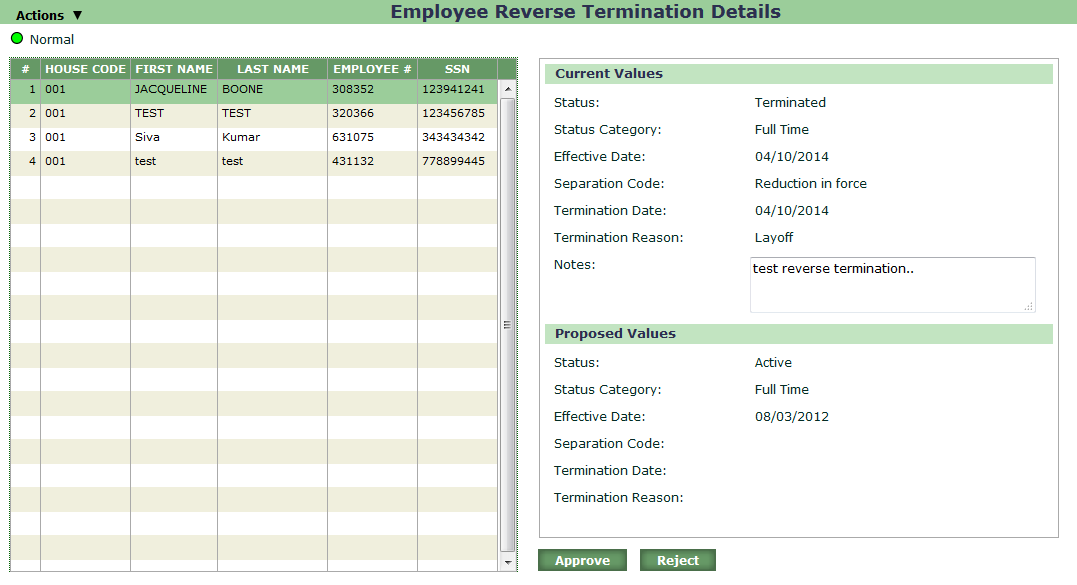 Actions ▼ Employee Reverse Termination Details
Normal
# HOUSE CODE FIRST NAME LAST NAME EMPLOYEE # SSN
1 001 JACQUELINE BOONE 308352 123941241
2 001 TEST TEST 320366 123456785
3 001 Siva Kumar 631075 343434342
4 001 test test 431132 778899445
Current Values
Status: Terminated
Status Category: Full Time
Effective Date: 04/10/2014
Separation Code: Reduction in force
Termination Date: 04/10/2014
Termination Reason: Layoff
Notes: test reverse termination..
Proposed Values
Status: Active
Status Category: Full Time
Effective Date: 08/03/2012
Separation Code:
Termination Date:
Termination Reason:
Approve Reject